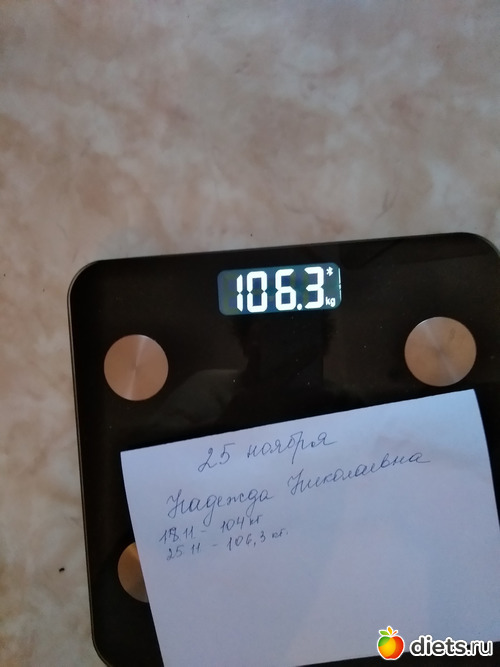 106.3
kg
25 ноября
Надежда Николаевна
18 11 - 104 кг
25 11 - 106,3 кг.
diets.ru